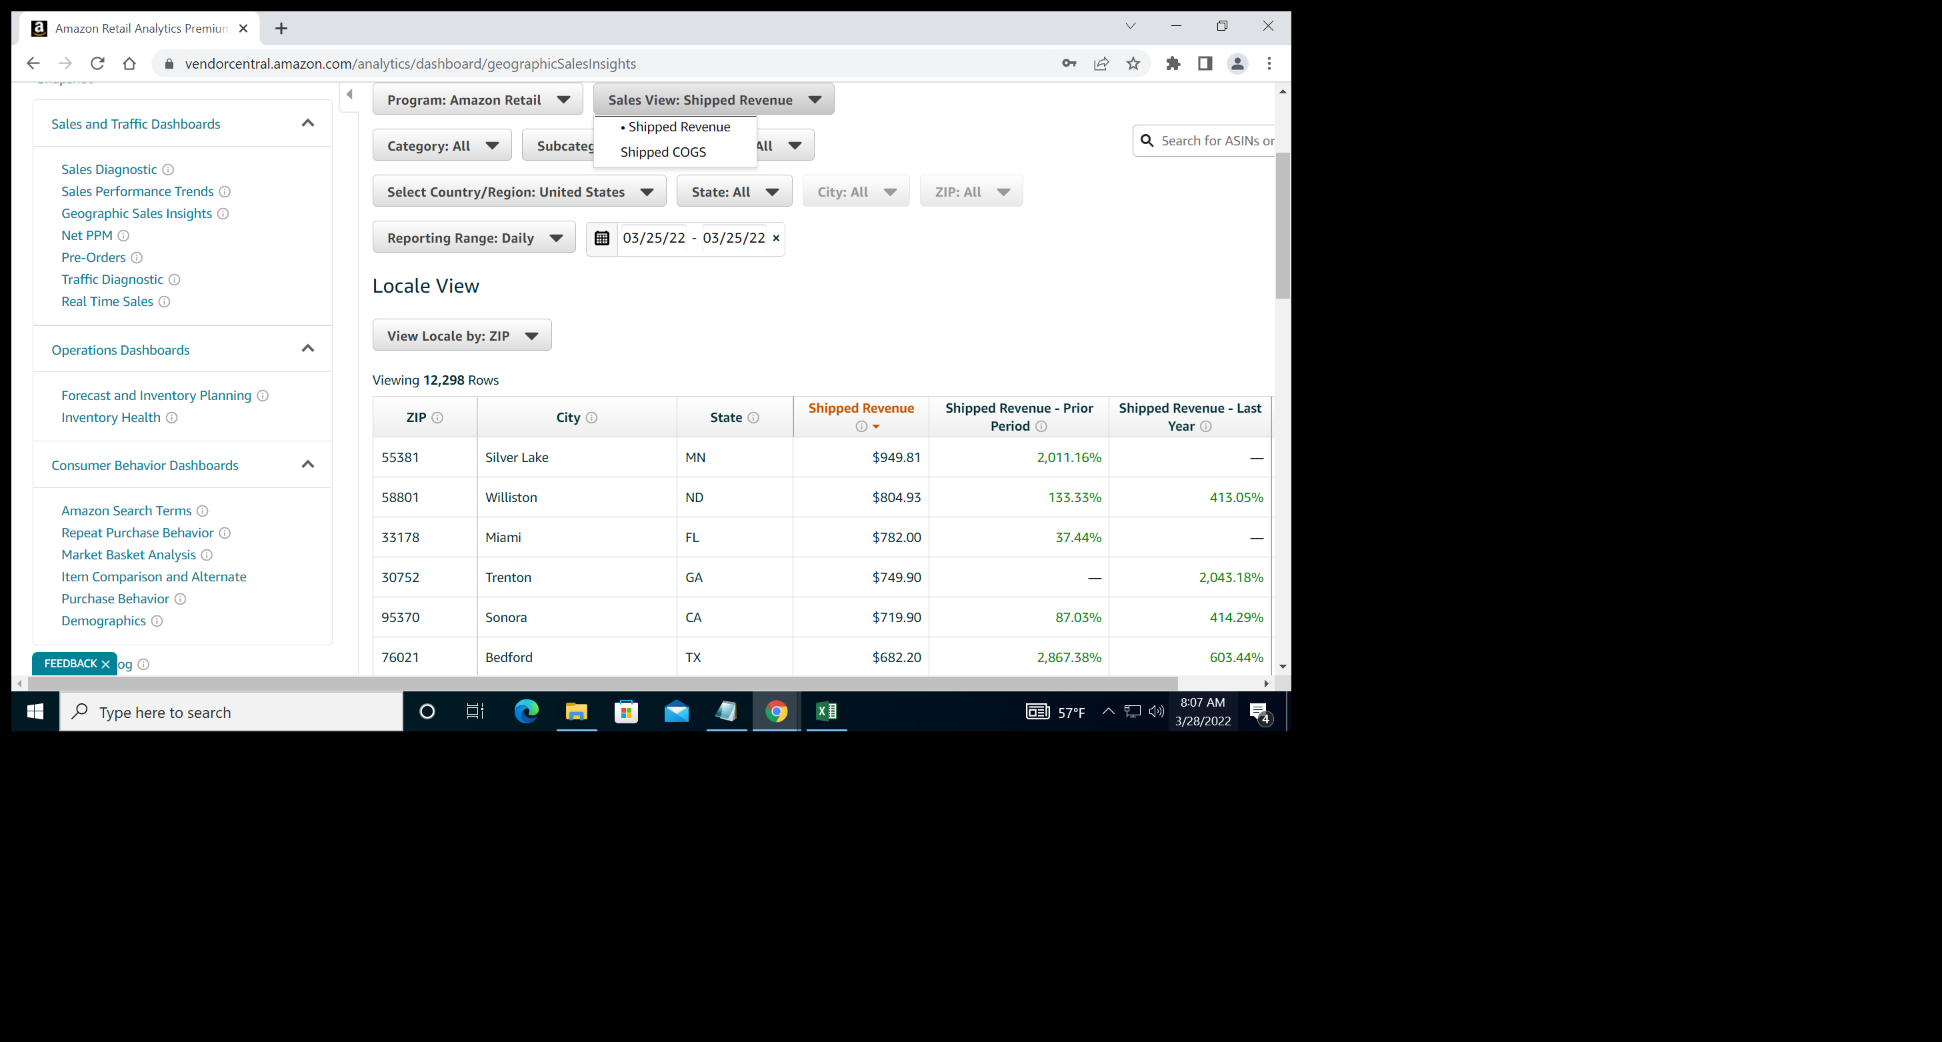 Amazon Retail Analytics Premium
vendorcentral.amazon.com/analytics/dashboard/geographicSalesInsights
Program: Amazon Retail
Sales View: Shipped Revenue
• Shipped Revenue
Shipped COGS
Category: All
Subcateg
All
Search for ASINs or
Select Country/Region: United States
State: All
City: All
ZIP: All
Reporting Range: Daily
03/25/22 - 03/25/22 ×
Sales and Traffic Dashboards
Sales Diagnostic
Sales Performance Trends
Geographic Sales Insights
Net PPM
Pre-Orders
Traffic Diagnostic
Real Time Sales
Operations Dashboards
Forecast and Inventory Planning
Inventory Health
Consumer Behavior Dashboards
Amazon Search Terms
Repeat Purchase Behavior
Market Basket Analysis
Item Comparison and Alternate
Purchase Behavior
Demographics
FEEDBACK ×
og
Locale View
View Locale by: ZIP
Viewing 12,298 Rows
ZIP City State Shipped Revenue Shipped Revenue - Prior Period Shipped Revenue - Last Year
55381 Silver Lake MN $949.81 2,011.16% —
58801 Williston ND $804.93 133.33% 413.05%
33178 Miami FL $782.00 37.44% —
30752 Trenton GA $749.90 — 2,043.18%
95370 Sonora CA $719.90 87.03% 414.29%
76021 Bedford TX $682.20 2,867.38% 603.44%
Type here to search
57°F
8:07 AM
3/28/2022
4